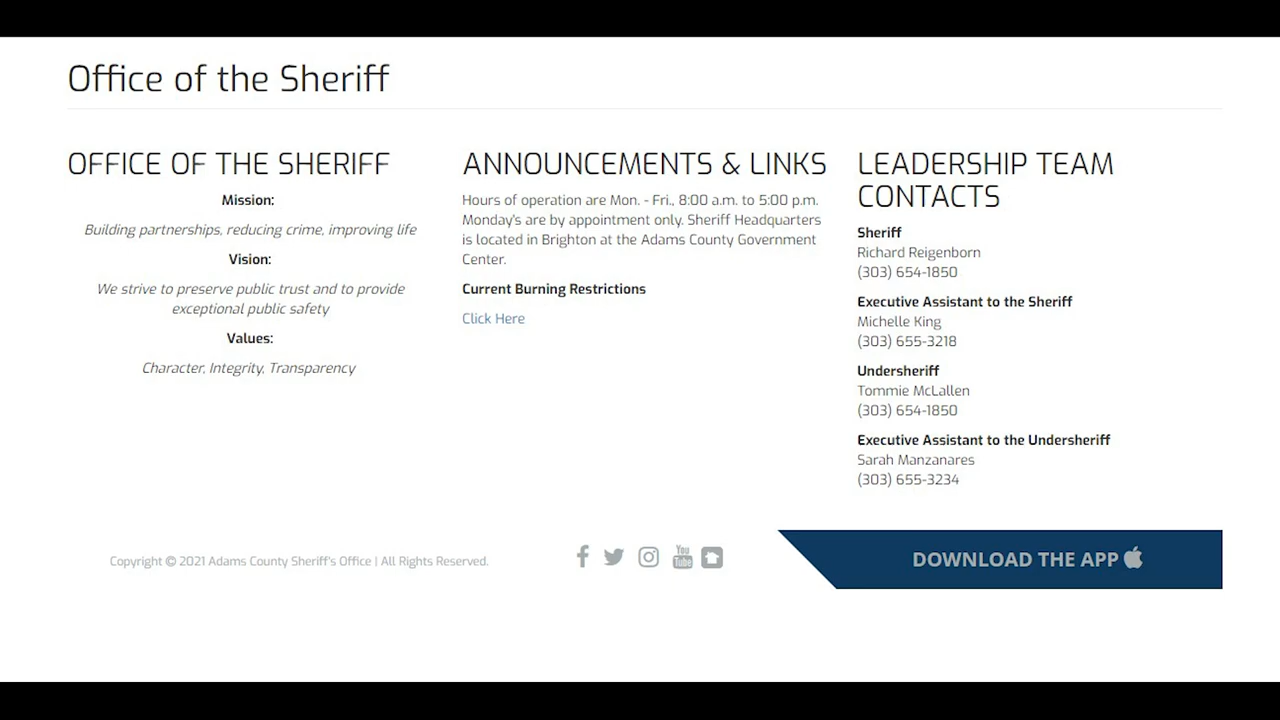 Office of the Sheriff
OFFICE OF THE SHERIFF
Mission:
Building partnerships, reducing crime, improving life
Vision:
We strive to preserve public trust and to provide
exceptional public safety
Values:
Character, Integrity, Transparency
ANNOUNCEMENTS & LINKS
Hours of operation are Mon. - Fri., 8:00 a.m. to 5:00 p.m.
Monday's are by appointment only. Sheriff Headquarters
is located in Brighton at the Adams County Government
Center.
Current Burning Restrictions
Click Here
LEADERSHIP TEAM
CONTACTS
Sheriff
Richard Reigenborn
(303) 654-1850
Executive Assistant to the Sheriff
Michelle King
(303) 655-3218
Undersheriff
Tommie McLallen
(303) 654-1850
Executive Assistant to the Undersheriff
Sarah Manzanares
(303) 655-3234
Copyright © 2021 Adams County Sheriff's Office | All Rights Reserved.
You
Tube
DOWNLOAD THE APP